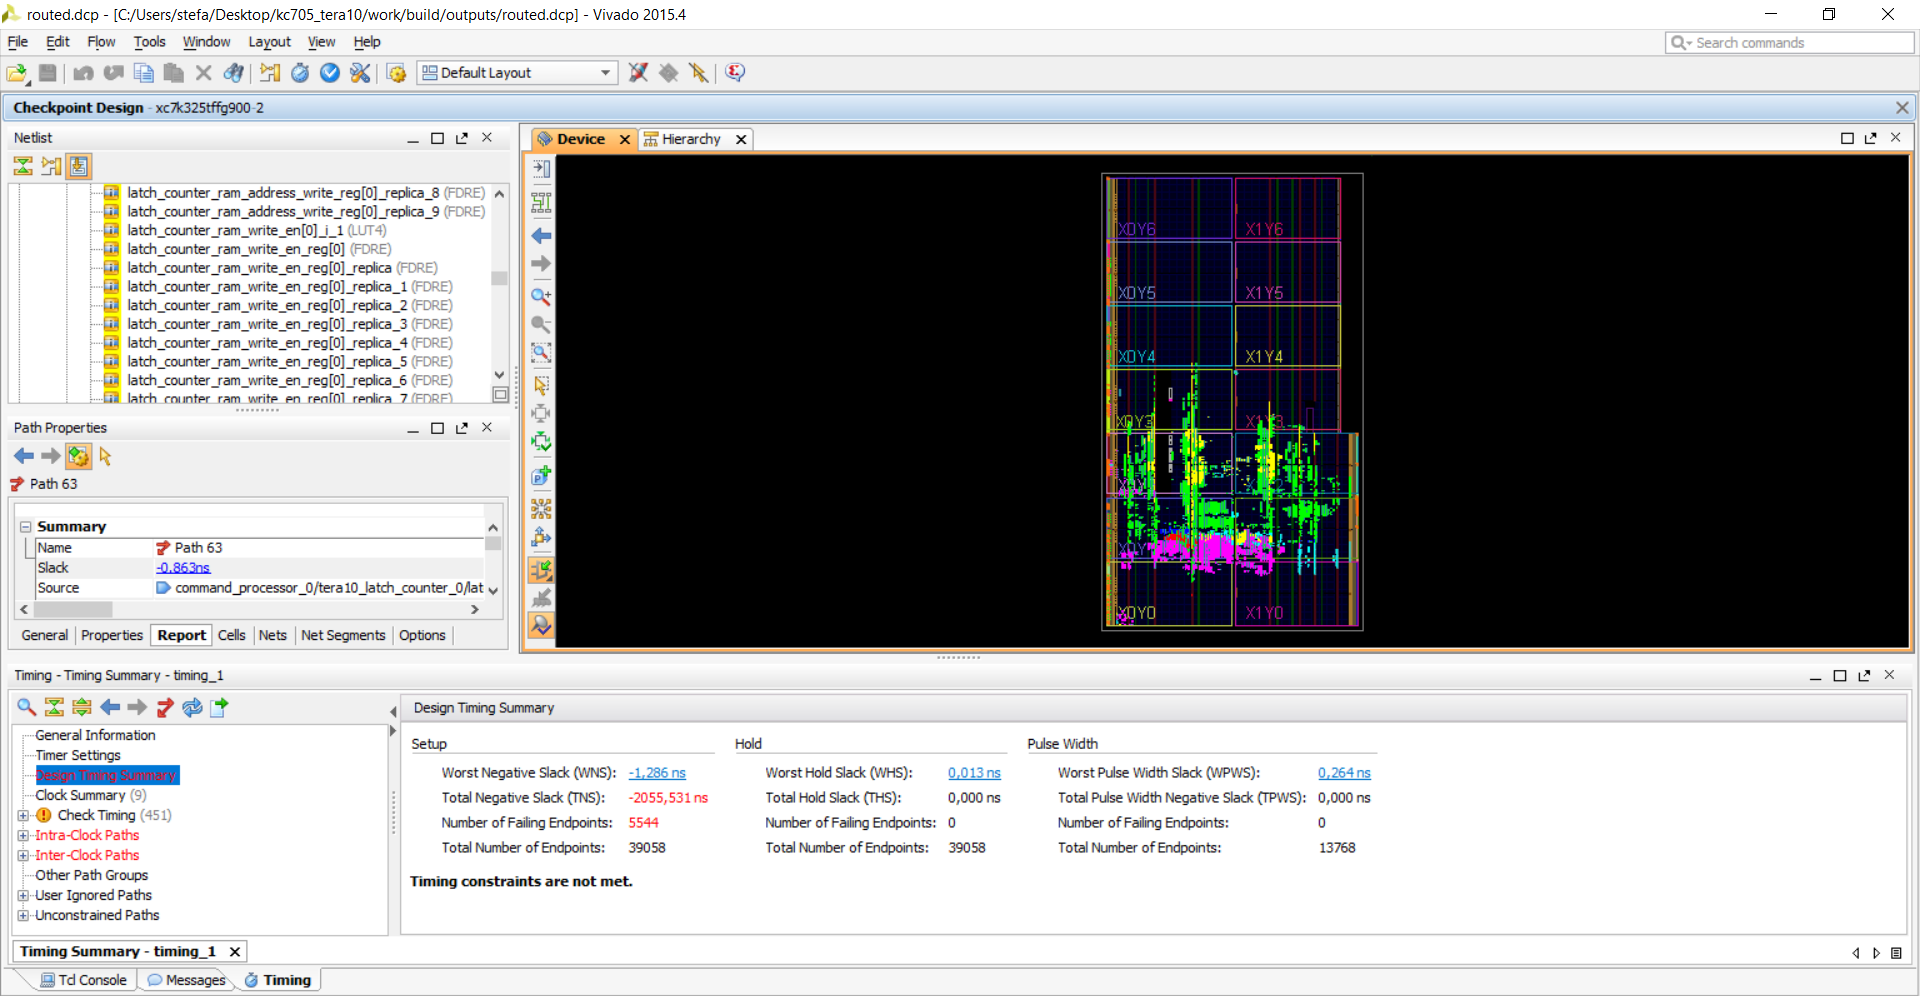 routed.dcp - [C:/Users/stefa/Desktop/kc705_tera10/work/build/outputs/routed.dcp] - Vivado 2015.4
File Edit Flow Tools Window Layout View Help
Search commands
Default Layout
Checkpoint Design - xc7k325tffg900-2
Netlist
latch_counter_ram_address_write_reg[0]_replica_8 (FDRE)
latch_counter_ram_address_write_reg[0]_replica_9 (FDRE)
latch_counter_ram_write_en[0]_i_1 (LUT4)
latch_counter_ram_write_en_reg[0] (FDRE)
latch_counter_ram_write_en_reg[0]_replica (FDRE)
latch_counter_ram_write_en_reg[0]_replica_1 (FDRE)
latch_counter_ram_write_en_reg[0]_replica_2 (FDRE)
latch_counter_ram_write_en_reg[0]_replica_3 (FDRE)
latch_counter_ram_write_en_reg[0]_replica_4 (FDRE)
latch_counter_ram_write_en_reg[0]_replica_5 (FDRE)
latch_counter_ram_write_en_reg[0]_replica_6 (FDRE)
latch_counter_ram_write_en_reg[0]_replica_7 (FDRE)
Path Properties
Path 63
Summary
Name Path 63
Slack -0.863ns
Source command_processor_0/tera10_latch_counter_0/lat
General Properties Report Cells Nets Net Segments Options
Device Hierarchy
X0Y6 X1Y6
X0Y5 X1Y5
X0Y4 X1Y4
X0Y3 X1Y3
X0Y0 X1Y0
Timing - Timing Summary - timing_1
General Information
Timer Settings
Design Timing Summary
Clock Summary (9)
Check Timing (451)
Intra-Clock Paths
Inter-Clock Paths
Other Path Groups
User Ignored Paths
Unconstrained Paths
Design Timing Summary
Setup Hold Pulse Width
Worst Negative Slack (WNS): -1,286 ns Worst Hold Slack (WHS): 0,013 ns Worst Pulse Width Slack (WPWS): 0,264 ns
Total Negative Slack (TNS): -2055,531 ns Total Hold Slack (THS): 0,000 ns Total Pulse Width Negative Slack (TPWS): 0,000 ns
Number of Failing Endpoints: 5544 Number of Failing Endpoints: 0 Number of Failing Endpoints: 0
Total Number of Endpoints: 39058 Total Number of Endpoints: 39058 Total Number of Endpoints: 13768
Timing constraints are not met.
Timing Summary - timing_1
Tcl Console Messages Timing